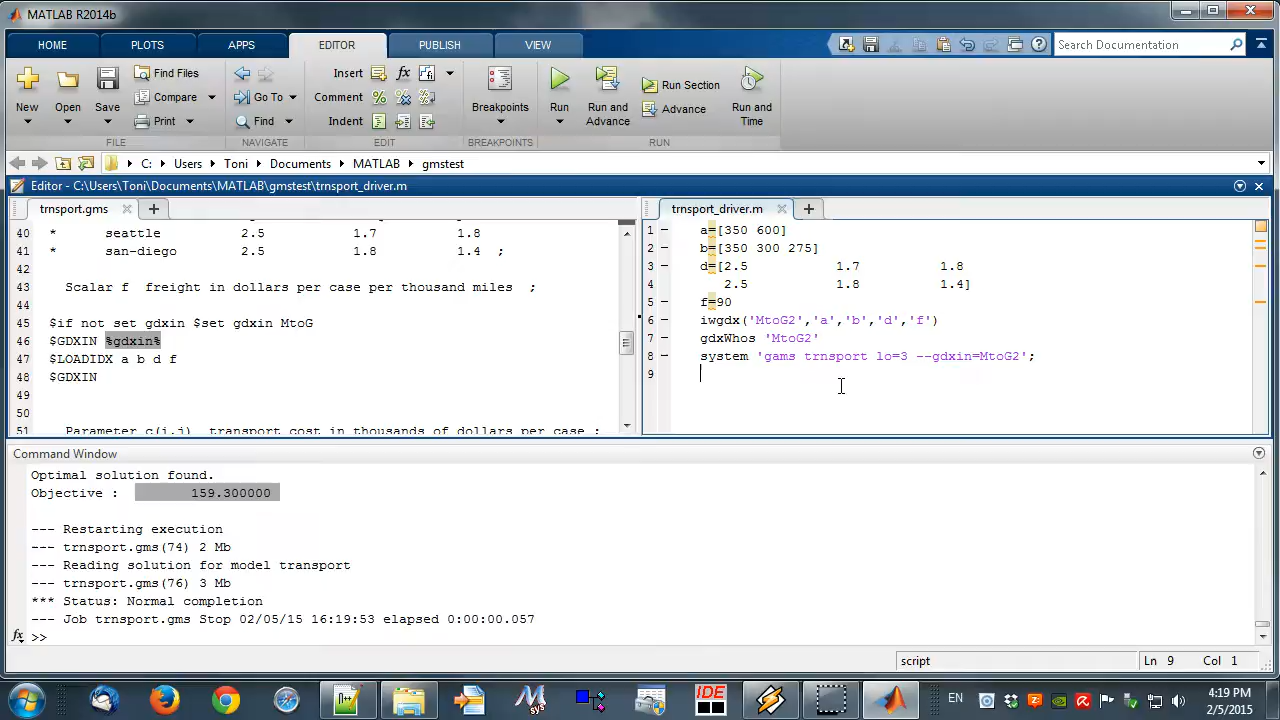 MATLAB R2014b
HOME PLOTS APPS EDITOR PUBLISH VIEW Search Documentation
New Open Save Find Files Compare Print Go To Find Insert Comment Indent fx Breakpoints Run Run and Advance Run Section Advance Run and Time
FILE NAVIGATE EDIT BREAKPOINTS RUN
C: Users Toni Documents MATLAB gmstest
Editor - C:\Users\Toni\Documents\MATLAB\gmstest\trnsport_driver.m
trnsport.gms
40 * seattle 2.5 1.7 1.8
41 * san-diego 2.5 1.8 1.4 ;
42
43 Scalar f freight in dollars per case per thousand miles ;
44
45 $if not set gdxin $set gdxin MtoG
46 $GDXIN %gdxin%
47 $LOADIDX a b d f
48 $GDXIN
49
50
51 Parameter c(i,j) transport cost in thousands of dollars per case ;
trnsport_driver.m
1 a=[350 600]
2 b=[350 300 275]
3 d=[2.5 1.7 1.8
4 2.5 1.8 1.4]
5 f=90
6 iwgdx('MtoG2','a','b','d','f')
7 gdxWhos 'MtoG2'
8 system 'gams trnsport lo=3 --gdxin=MtoG2';
9
Command Window
Optimal solution found.
Objective : 159.300000
--- Restarting execution
--- trnsport.gms(74) 2 Mb
--- Reading solution for model transport
--- trnsport.gms(76) 3 Mb
*** Status: Normal completion
--- Job trnsport.gms Stop 02/05/15 16:19:53 elapsed 0:00:00.057
fx >>
script Ln 9 Col 1
IDE EN 4:19 PM
2/5/2015